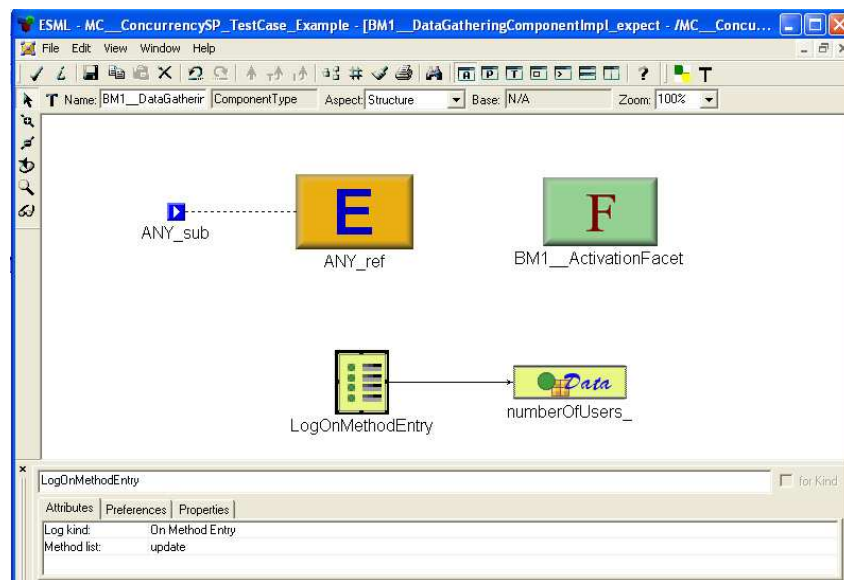 ESML - MC__ConcurrencySP_TestCase_Example - [BM1__DataGatheringComponentImpl_expect - /MC__Concu...
File Edit View Window Help
A P T ?
T
T Name: BM1__DataGatherir ComponentType Aspect: Structure Base: N/A Zoom: 100%
E
F
ANY_sub
ANY_ref
BM1__ActivationFacet
Data
LogOnMethodEntry
numberOfUsers_
LogOnMethodEntry
for Kind
Attributes Preferences Properties
Log kind: On Method Entry
Method list: update